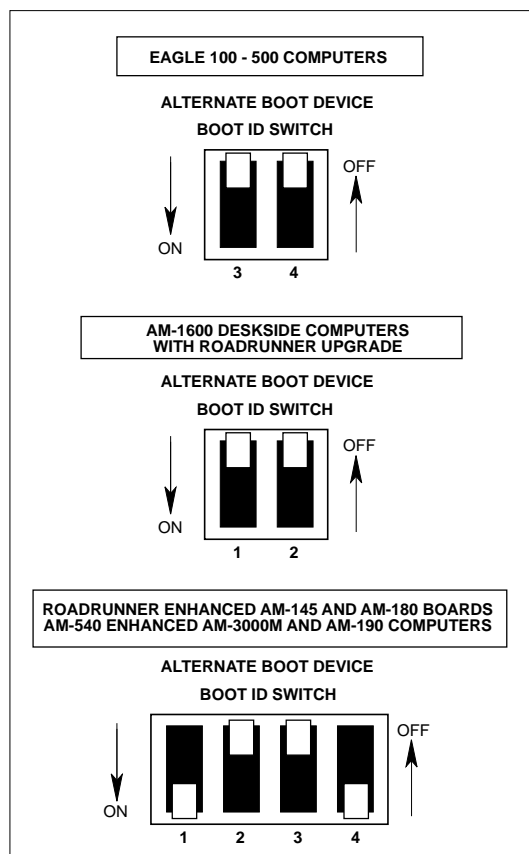 EAGLE 100 - 500 COMPUTERS
ALTERNATE BOOT DEVICE
BOOT ID SWITCH
OFF
ON
3 4
AM-1600 DESKSIDE COMPUTERS
WITH ROADRUNNER UPGRADE
ALTERNATE BOOT DEVICE
BOOT ID SWITCH
OFF
ON
1 2
ROADRUNNER ENHANCED AM-145 AND AM-180 BOARDS
AM-540 ENHANCED AM-3000M AND AM-190 COMPUTERS
ALTERNATE BOOT DEVICE
BOOT ID SWITCH
OFF
ON
1 2 3 4